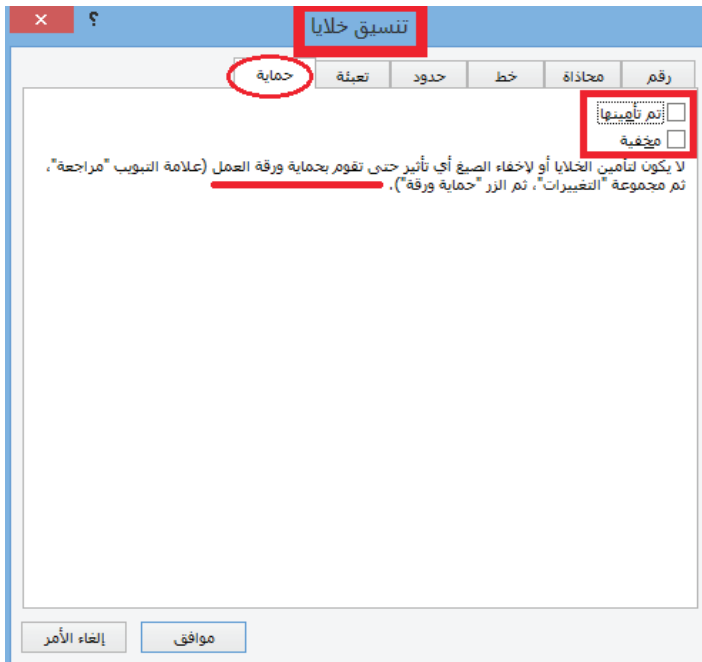 تنسيق خلايا
؟
رقم
محاذاة
خط
حدود
تعبئة
حماية
تم تأمينها
مخفية
لا يكون لتأمين الخلايا أو لإخفاء الصيغ أي تأثير حتى تقوم بحماية ورقة العمل (علامة التبويب "مراجعة"،
ثم مجموعة "التغييرات"، ثم الزر "حماية ورقة").
موافق
إلغاء الأمر